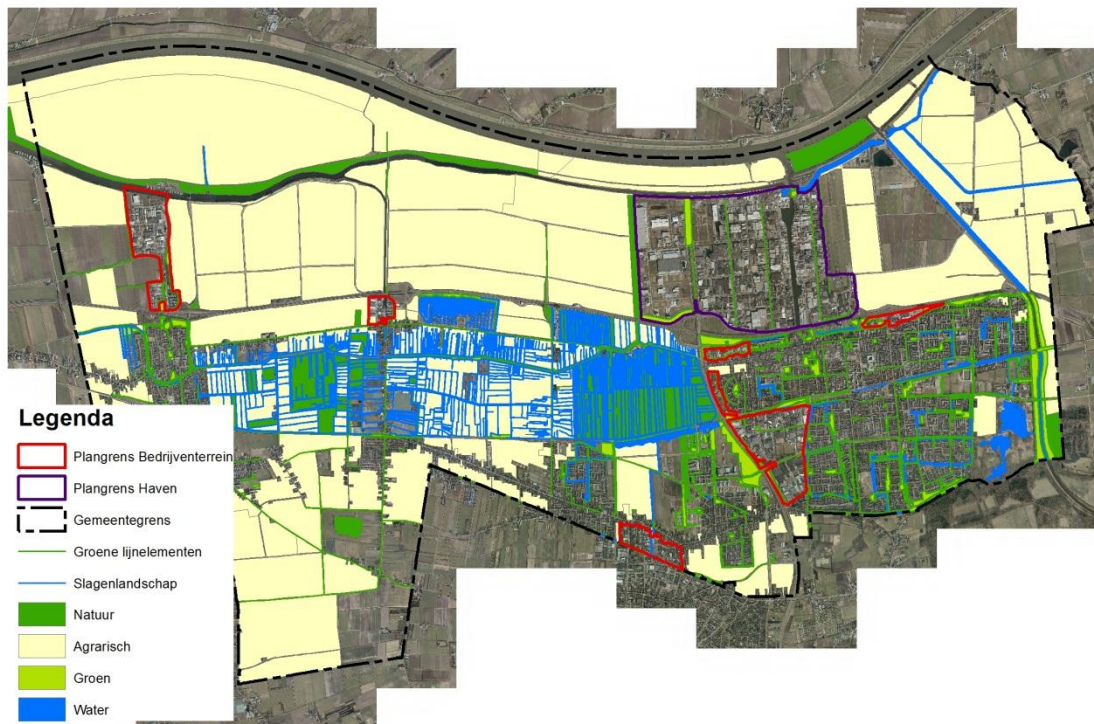 Legenda
Plangrens Bedrijventerrein
Plangrens Haven
Gemeentegrens
Groene lijnelementen
Slagenlandschap
Natuur
Agrarisch
Groen
Water